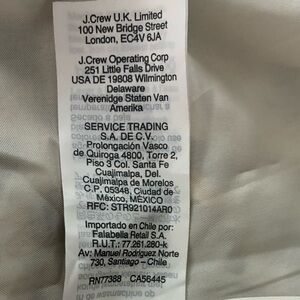 J.Crew U.K. Limited
100 New Bridge Street
London, EC4V 6JA
J.Crew Operating Corp
251 Little Falls Drive
USA DE 19808 Wilmington
Delaware
Verenidge Staten Van
Amerika
SERVICE TRADING
S.A. DE C.V.
Prolongación Vasco
de Quiroga 4800, Torre 2,
Piso 3 Col. Santa Fe
Cuajimalpa, Del.
Cuajimalpa de Morelos
C.P. 05348, Ciudad de
México, MÉXICO
RFC: STR921014AR0
Importado en Chile por:
Falabella Retail S.A.
R.U.T.: 77.261.280-k
Av: Manuel Rodriguez Norte
730, Santiago - Chile
RN77388 CA56445